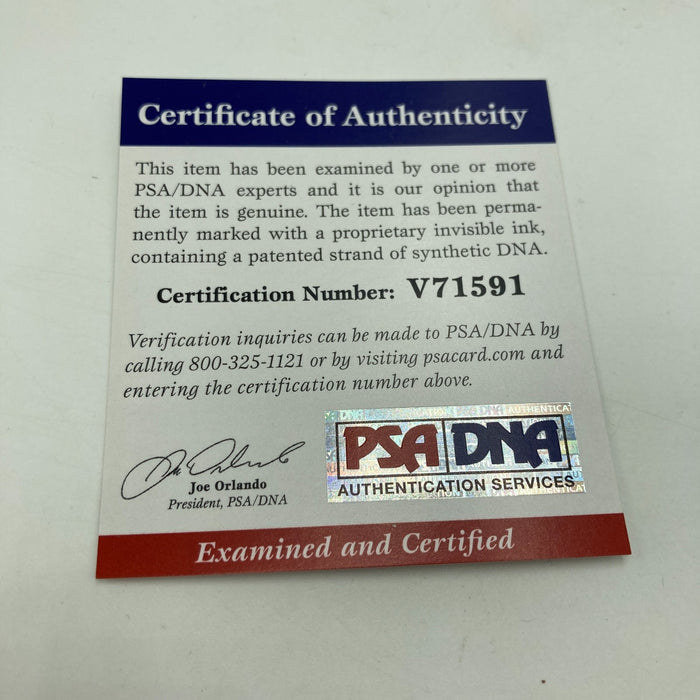 Certificate of Authenticity
This item has been examined by one or more
PSA/DNA experts and it is our opinion that
the item is genuine. The item has been perma-
nently marked with a proprietary invisible ink,
containing a patented strand of synthetic DNA.
Certification Number: V71591
Verification inquiries can be made to PSA/DNA by
calling 800-325-1121 or by visiting psacard.com and
entering the certification number above.
PSA DNA
AUTHENTICATION SERVICES
Joe Orlando
President, PSA/DNA
Examined and Certified